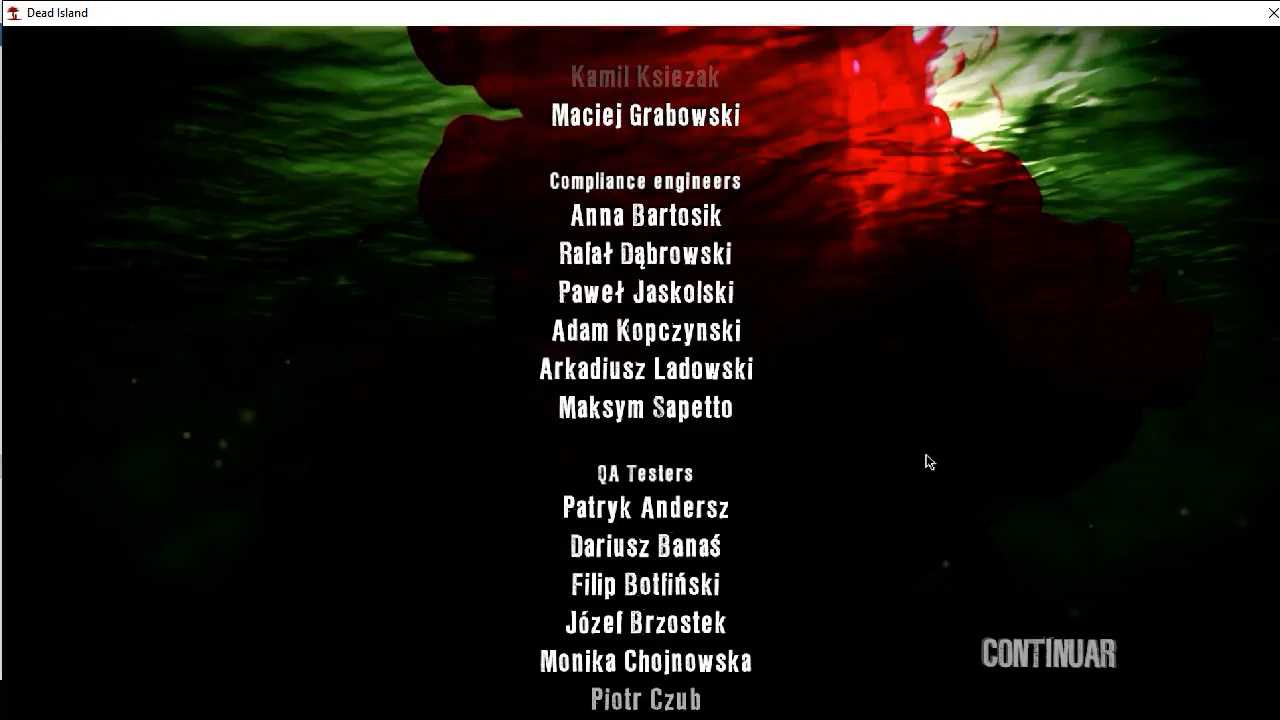 Dead Island
Kamil Ksiezak
Maciej Grabowski
Compliance engineers
Anna Bartosik
Rafał Dąbrowski
Paweł Jaskolski
Adam Kopczynski
Arkadiusz Ladowski
Maksym Sapetto
QA Testers
Patryk Andersz
Dariusz Banaś
Filip Botfiński
Józef Brzostek
Monika Chojnowska
Piotr Czub
CONTINUAR